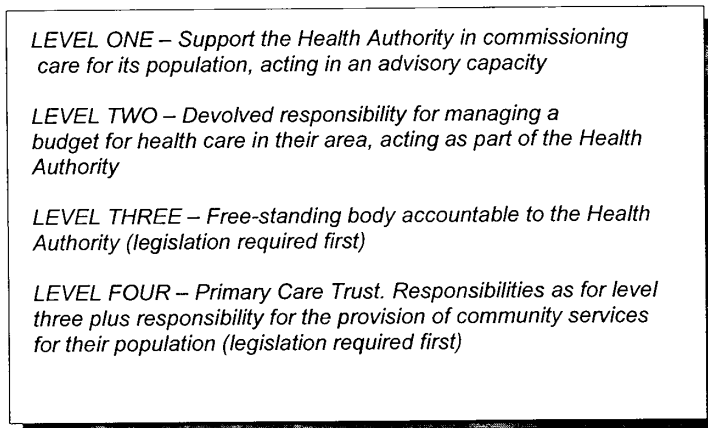 LEVEL ONE – Support the Health Authority in commissioning
care for its population, acting in an advisory capacity
LEVEL TWO – Devolved responsibility for managing a
budget for health care in their area, acting as part of the Health
Authority
LEVEL THREE – Free-standing body accountable to the Health
Authority (legislation required first)
LEVEL FOUR – Primary Care Trust. Responsibilities as for level
three plus responsibility for the provision of community services
for their population (legislation required first)